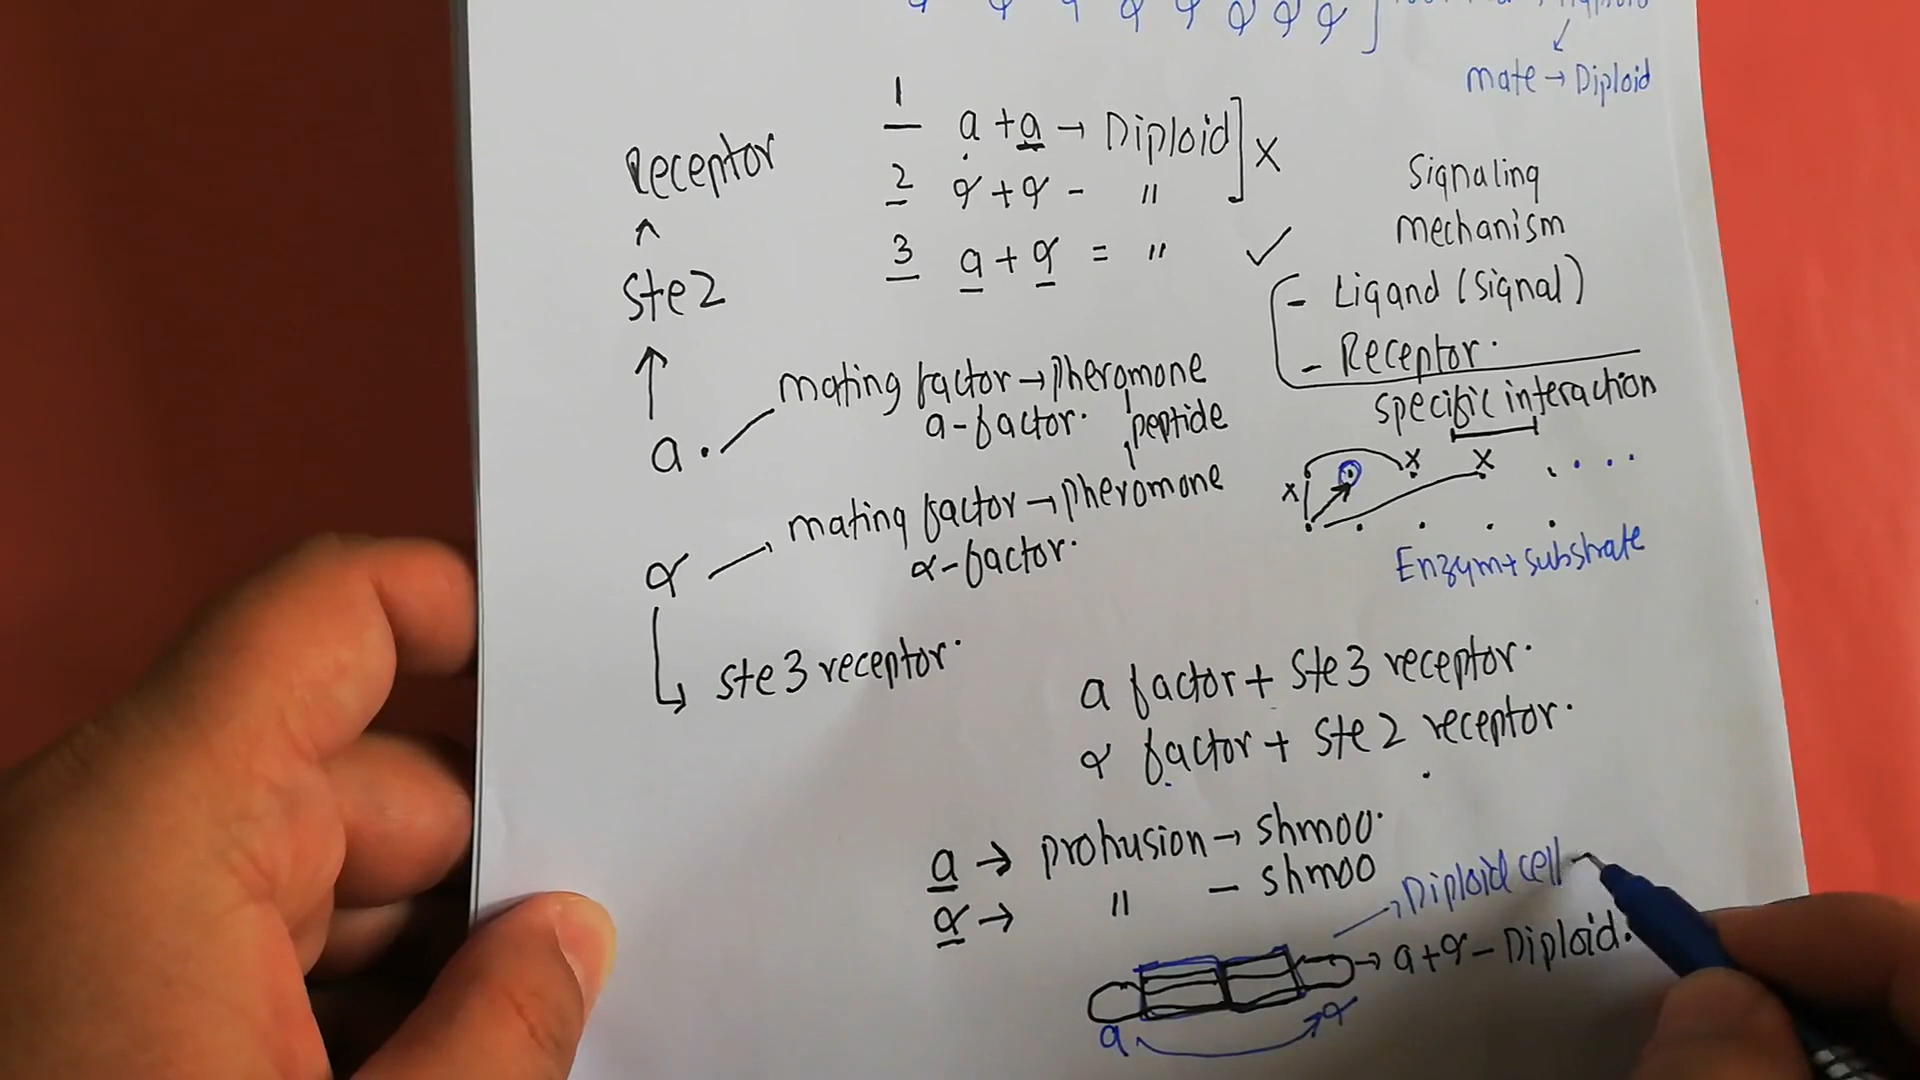 mate → Diploid
1 a + a → Diploid ] X
2 α + α - "
3 a + α = " ✓
Receptor
↑
Ste2
↑
a
mating factor → pheromone
a-factor.
peptide
α
mating factor → pheromone
α-factor.
ste3 receptor.
Signaling
mechanism
- Ligand (signal)
- Receptor.
specific interaction
x x x
Enzym + substrate
a factor + ste3 receptor.
α factor + ste2 receptor.
a → protrusion → shmoo.
α → " - shmoo
→ Diploid cell
→ a+α - Diploid.
a α